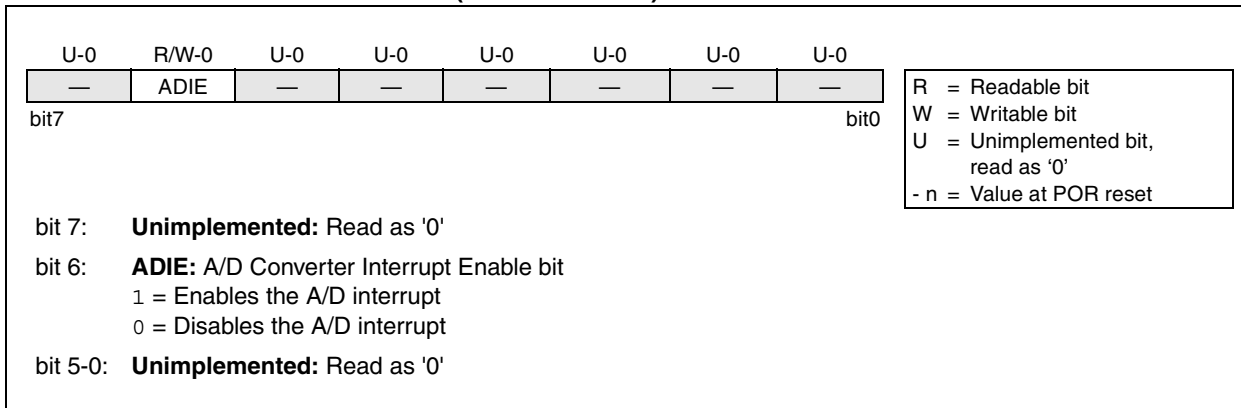 U-0 R/W-0 U-0 U-0 U-0 U-0 U-0 U-0
— ADIE — — — — — —
bit7 bit0
R = Readable bit
W = Writable bit
U = Unimplemented bit,
read as ‘0’
- n = Value at POR reset
bit 7: Unimplemented: Read as '0'
bit 6: ADIE: A/D Converter Interrupt Enable bit
1 = Enables the A/D interrupt
0 = Disables the A/D interrupt
bit 5-0: Unimplemented: Read as '0'